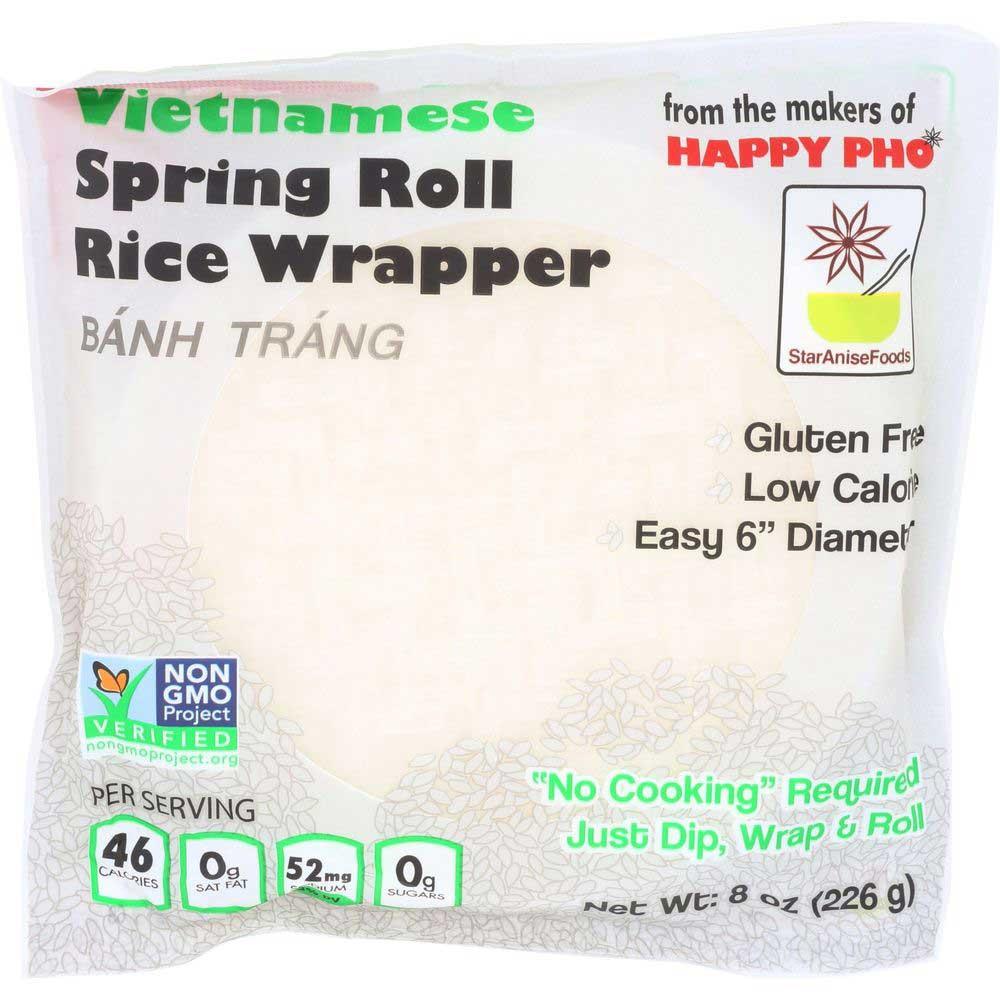 Vietnamese
Spring Roll
Rice Wrapper
BÁNH TRÁNG
from the makers of
HAPPY PHO
StarAniseFoods
Gluten Free
Low Calorie
Easy 6” Diamet
NON
GMO
Project
VERIFIED
nongmoproject.org
“No Cooking” Required
Just Dip, Wrap & Roll
PER SERVING
46
CALORIES
0g
SAT FAT
52mg
0g
SUGARS
Net Wt: 8 oz (226 g)